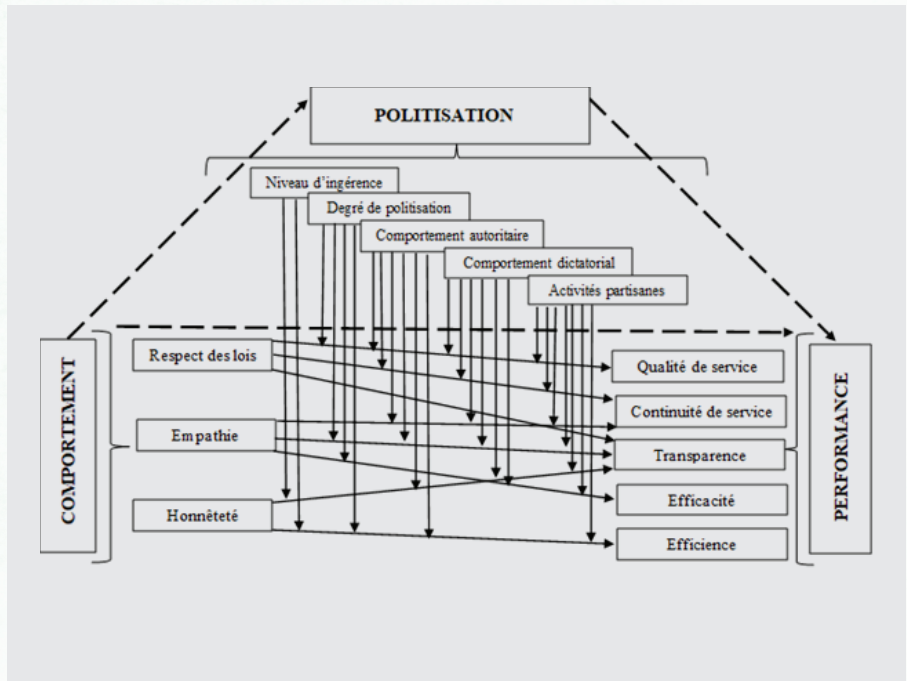 POLITISATION
Niveau d'ingérence
Degré de politisation
Comportement autoritaire
Comportement dictatorial
Activités partisanes
COMPORTEMENT
Respect des lois
Empathie
Honnêteté
Qualité de service
Continuité de service
Transparence
Efficacité
Efficience
PERFORMANCE